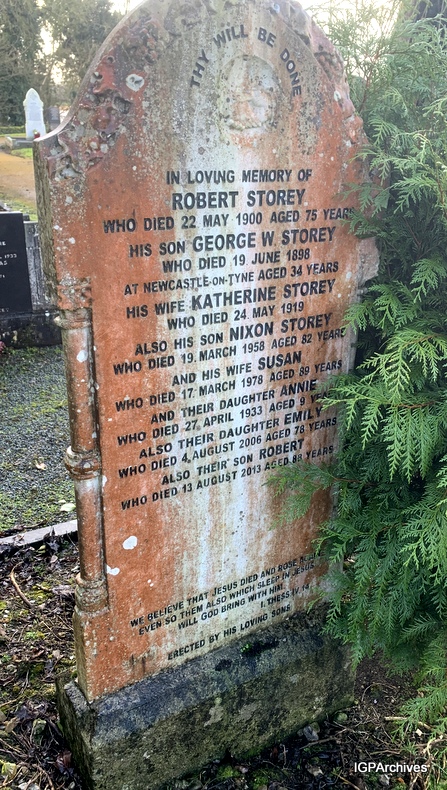 THY WILL BE DONE
IN LOVING MEMORY OF
ROBERT STOREY
WHO DIED 22 MAY 1900 AGED 75 YEAR
HIS SON GEORGE W. STOREY
WHO DIED 19. JUNE 1898
AT NEWCASTLE-ON-TYNE AGED 34 YEARS
HIS WIFE KATHERINE STOREY
WHO DIED 24. MAY 1919
ALSO HIS SON NIXON STOREY
WHO DIED 19. MARCH 1958 AGED 82 YEARS
AND HIS WIFE SUSAN
WHO DIED 17. MARCH 1978 AGED 89 YEARS
AND THEIR DAUGHTER ANNIE
WHO DIED 27. APRIL 1933 AGED 9
ALSO THEIR DAUGHTER EMILY
WHO DIED 4. AUGUST 2006 AGED 78 YEARS
ALSO THEIR SON ROBERT
WHO DIED 13 AUGUST 2013 AGED 88 YEARS
WE BELIEVE THAT JESUS DIED AND ROSE
EVEN SO THEM ALSO WHICH SLEEP IN JESUS
WILL GOD BRING WITH HIM
I. THESS IV. 14
ERECTED BY HIS LOVING SONS
IGPArchives